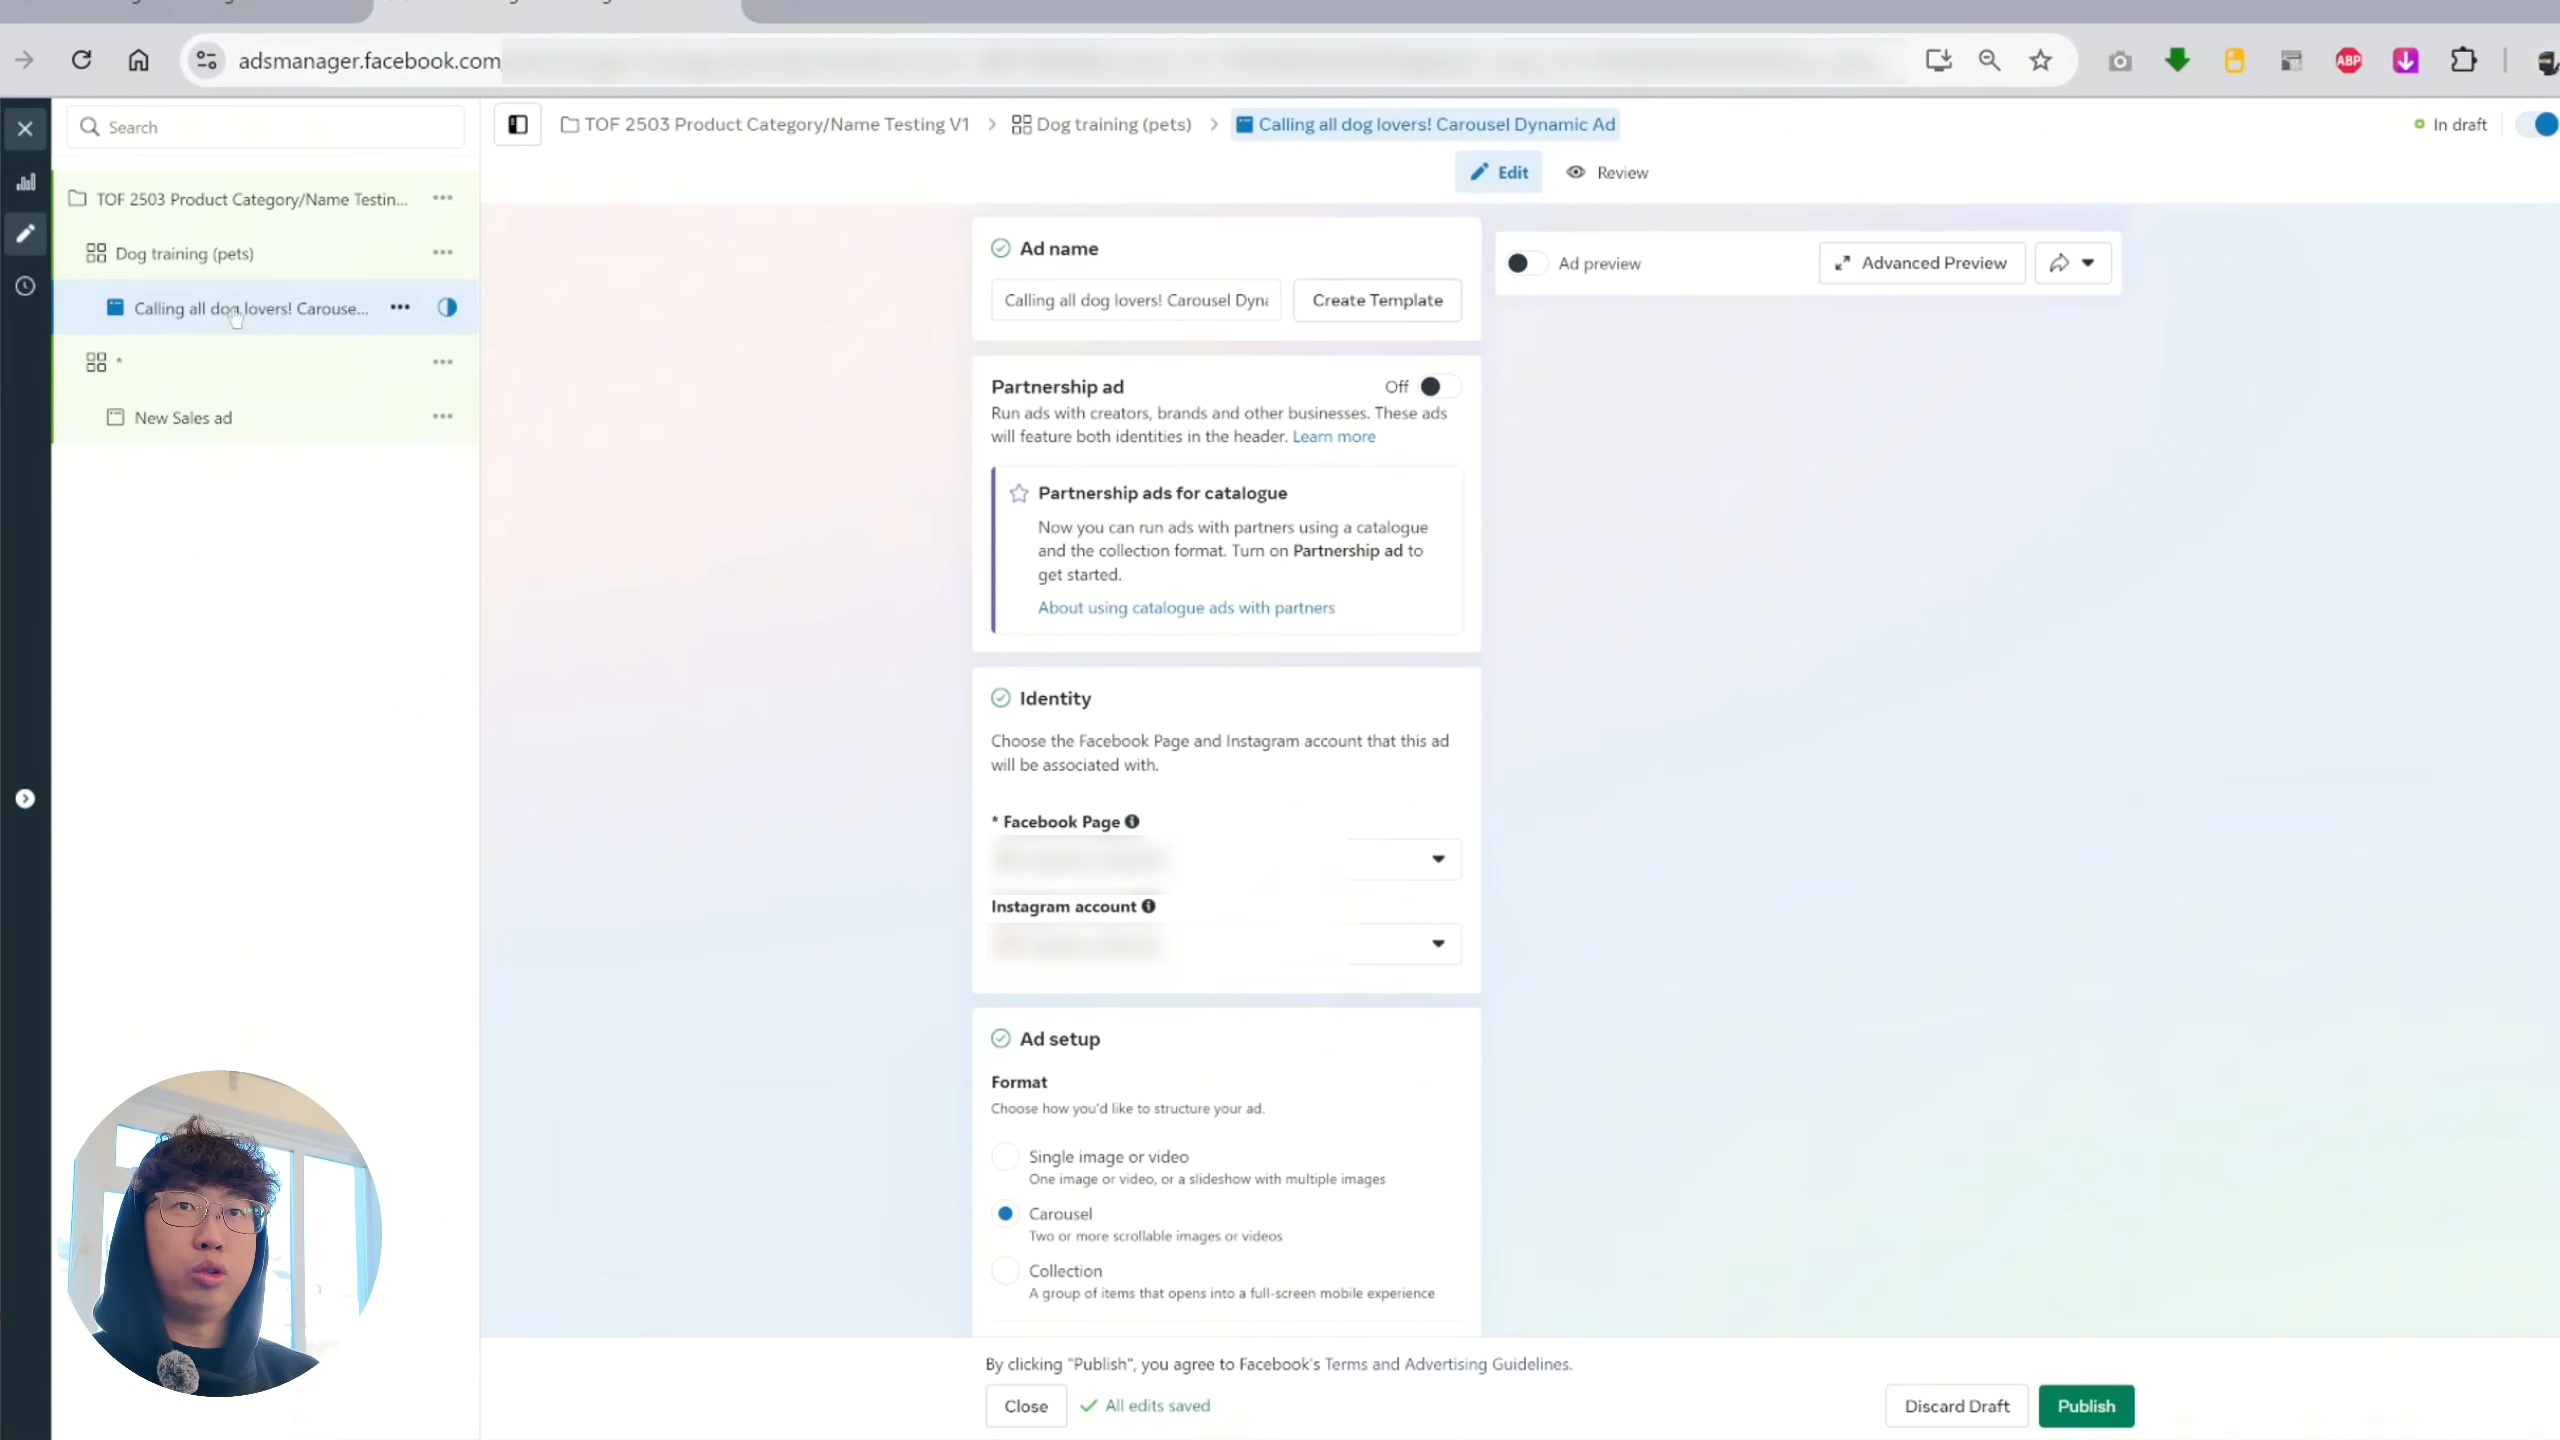 adsmanager.facebook.com
ABP
Search
TOF 2503 Product Category/Name Testing V1
Dog training (pets)
Calling all dog lovers! Carousel Dynamic Ad
In draft
Edit
Review
TOF 2503 Product Category/Name Testin...
Dog training (pets)
Calling all dog lovers! Carouse...
*
New Sales ad
Ad name
Calling all dog lovers! Carousel Dyna
Create Template
Ad preview
Advanced Preview
Partnership ad
Off
Run ads with creators, brands and other businesses. These ads
will feature both identities in the header. Learn more
Partnership ads for catalogue
Now you can run ads with partners using a catalogue
and the collection format. Turn on Partnership ad to
get started.
About using catalogue ads with partners
Identity
Choose the Facebook Page and Instagram account that this ad
will be associated with.
* Facebook Page
Instagram account
Ad setup
Format
Choose how you'd like to structure your ad.
Single image or video
One image or video, or a slideshow with multiple images
Carousel
Two or more scrollable images or videos
Collection
A group of items that opens into a full-screen mobile experience
By clicking "Publish", you agree to Facebook's Terms and Advertising Guidelines.
Close
All edits saved
Discard Draft
Publish